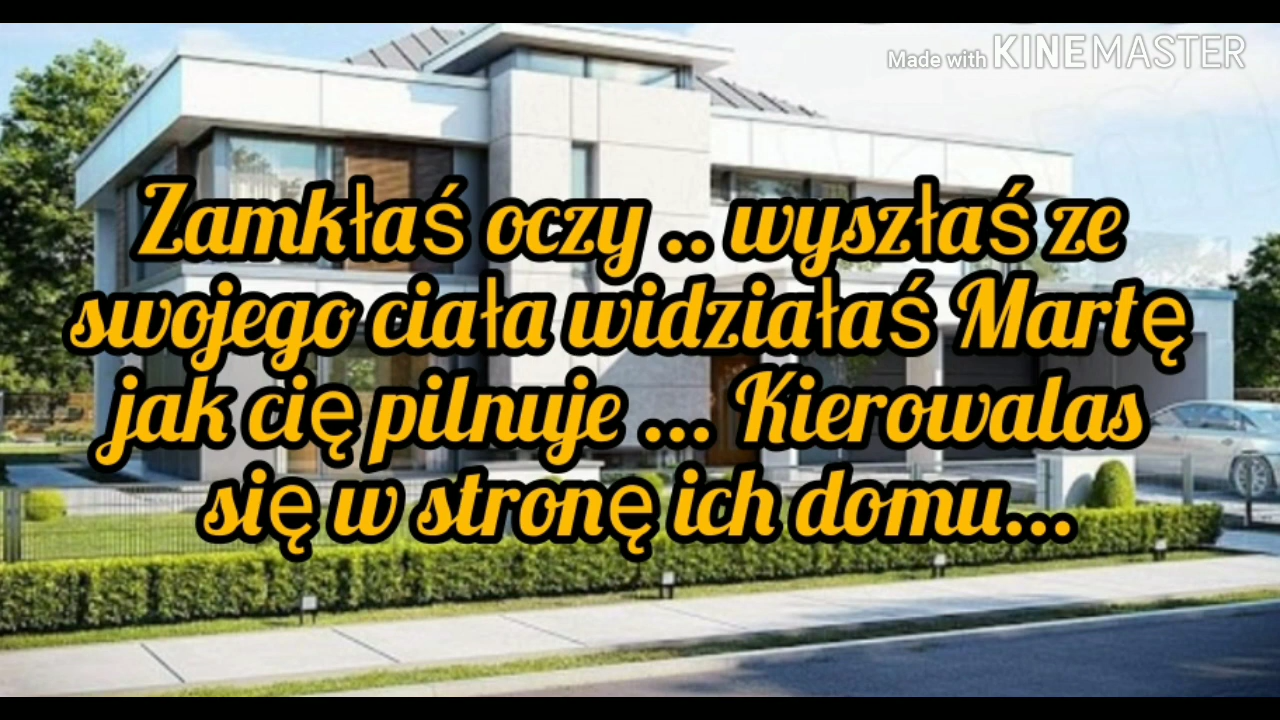 Made with KINEMASTER
Zamkłaś oczy .. wyszłaś ze
swojego ciała widziałaś Martę
jak cię pilnuje ... Kierowalas
się w stronę ich domu...